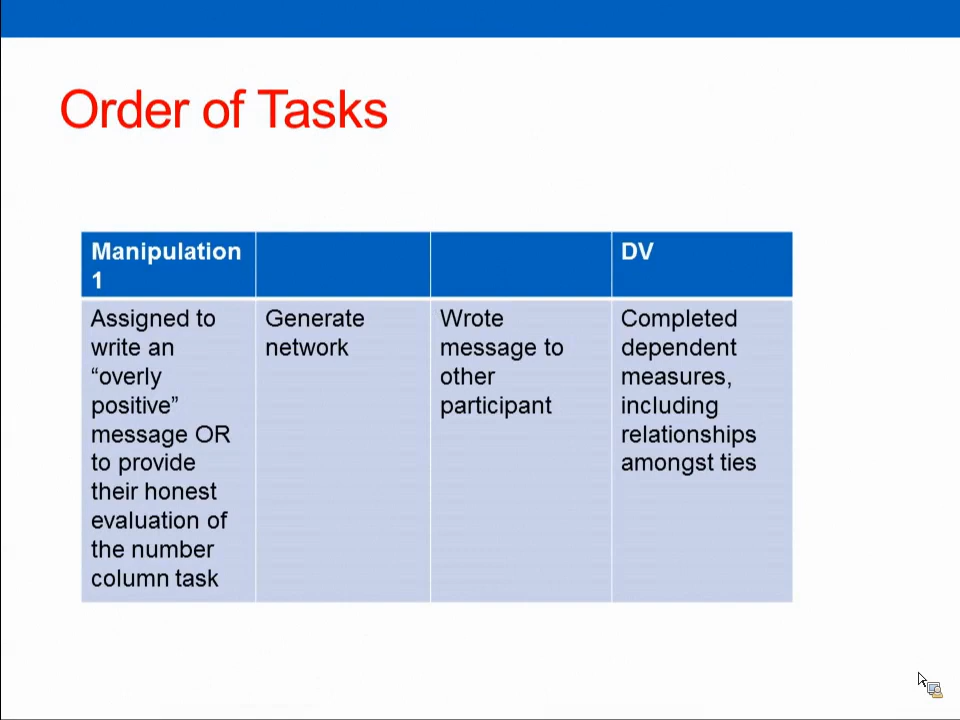 Order of Tasks
Manipulation
1
DV
Assigned to
write an
“overly
positive”
message OR
to provide
their honest
evaluation of
the number
column task
Generate
network
Wrote
message to
other
participant
Completed
dependent
measures,
including
relationships
amongst ties